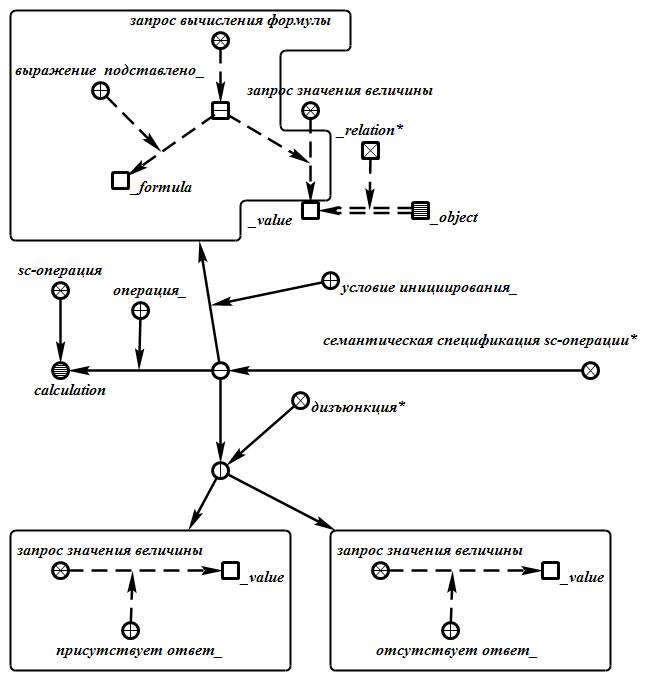 запрос вычисления формулы
выражение подставлено_
запрос значения величины
_relation*
_formula
_value
_object
sc-операция
операция_
условие инициирования_
семантическая спецификация sc-операции*
calculation
дизъюнкция*
запрос значения величины
запрос значения величины
_value
_value
присутствует ответ_
отсутствует ответ_